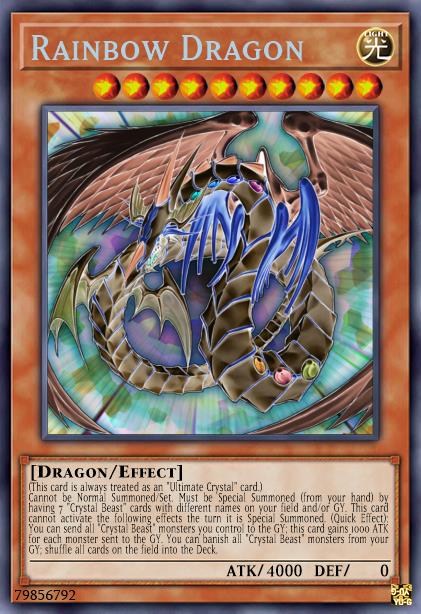 RAINBOW DRAGON
LIGHT
光
[DRAGON/EFFECT]
(This card is always treated as an "Ultimate Crystal" card.)
Cannot be Normal Summoned/Set. Must be Special Summoned (from your hand) by
having 7 "Crystal Beast" cards with different names on your field and/or GY. This card
cannot activate the following effects the turn it is Special Summoned. (Quick Effect):
You can send all "Crystal Beast" monsters you control to the GY; this card gains 1000 ATK
for each monster sent to the GY. You can banish all "Crystal Beast" monsters from your
GY; shuffle all cards on the field into the Deck.
ATK/4000 DEF/ 0
79856792